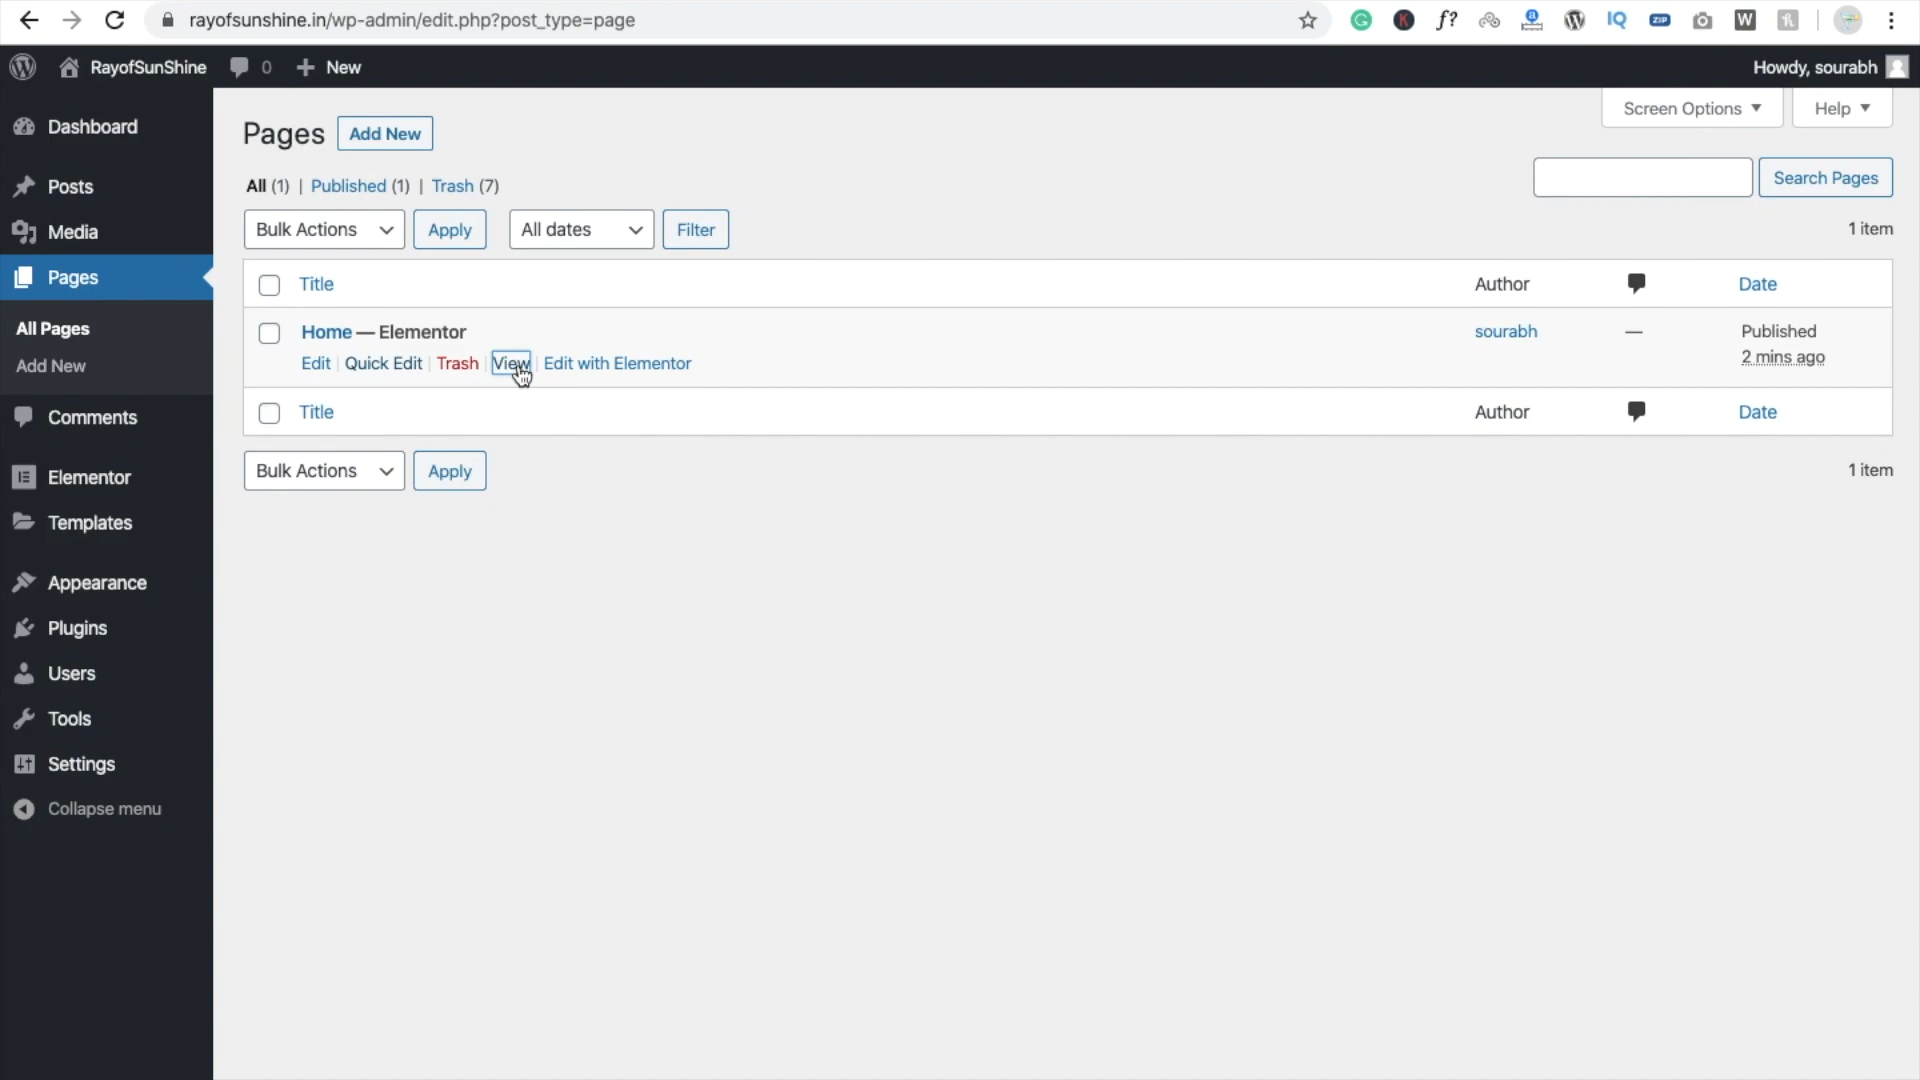 rayofsunshine.in/wp-admin/edit.php?post_type=page
f? IQ ZIP W
RayofSunShine 0 + New Howdy, sourabh
Screen Options Help
Dashboard
Posts
Media
Pages
All Pages
Add New
Comments
Elementor
Templates
Appearance
Plugins
Users
Tools
Settings
Collapse menu
Pages Add New
All (1) | Published (1) | Trash (7)
Search Pages
Bulk Actions Apply All dates Filter 1 item
Title Author Date
Home — Elementor sourabh — Published
Edit | Quick Edit | Trash | View | Edit with Elementor 2 mins ago
Title Author Date
Bulk Actions Apply 1 item